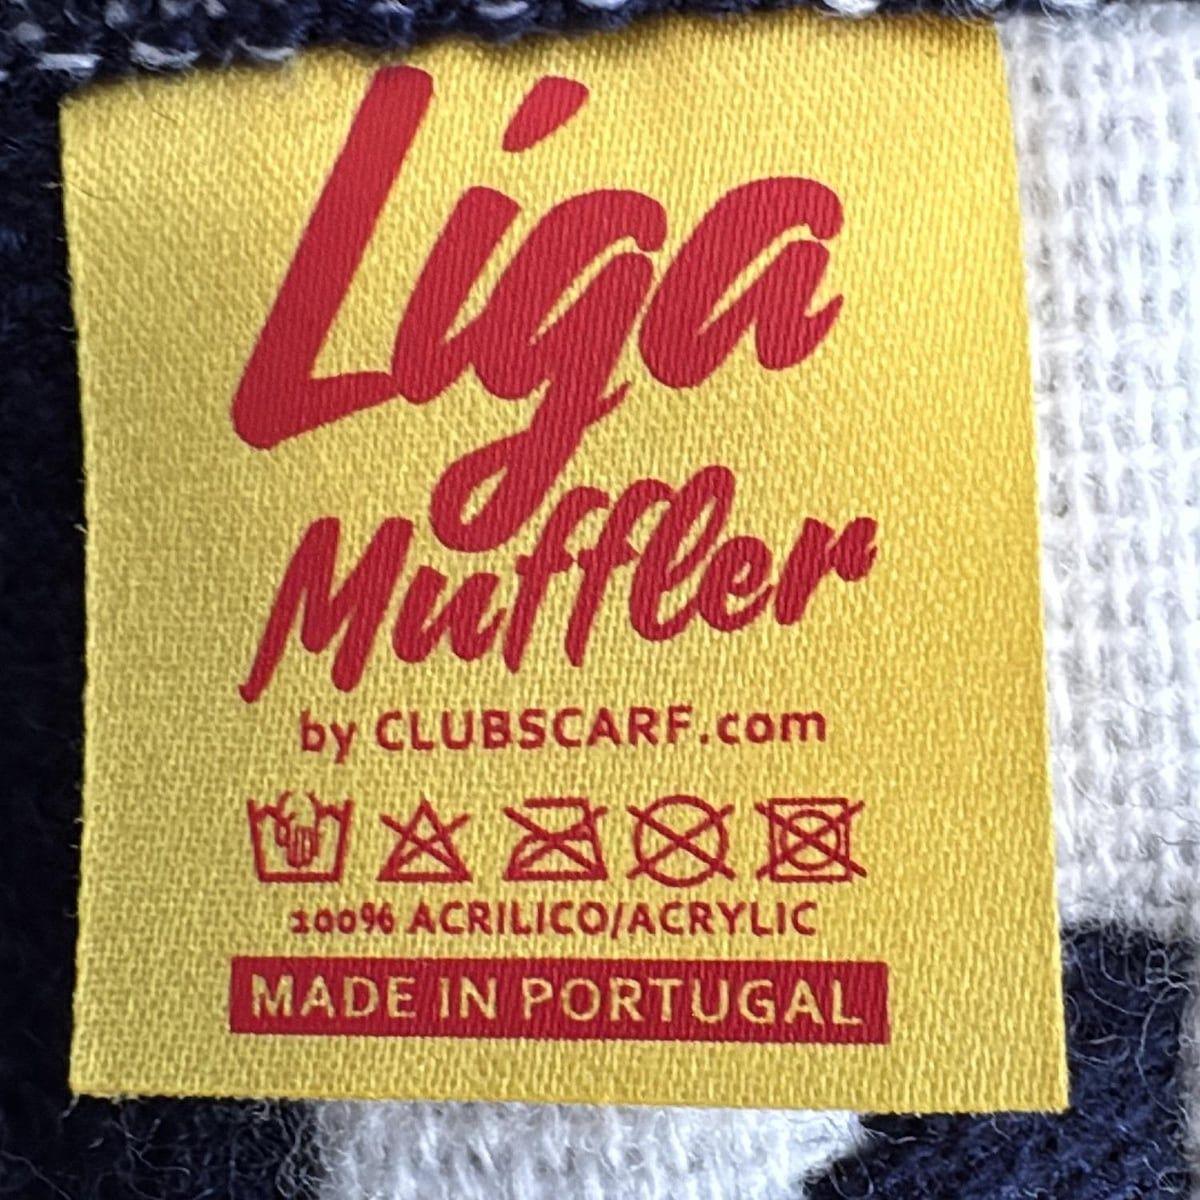 Liga
Muffler
by CLUBSCARF.com
100% ACRILICO/ACRYLIC
MADE IN PORTUGAL